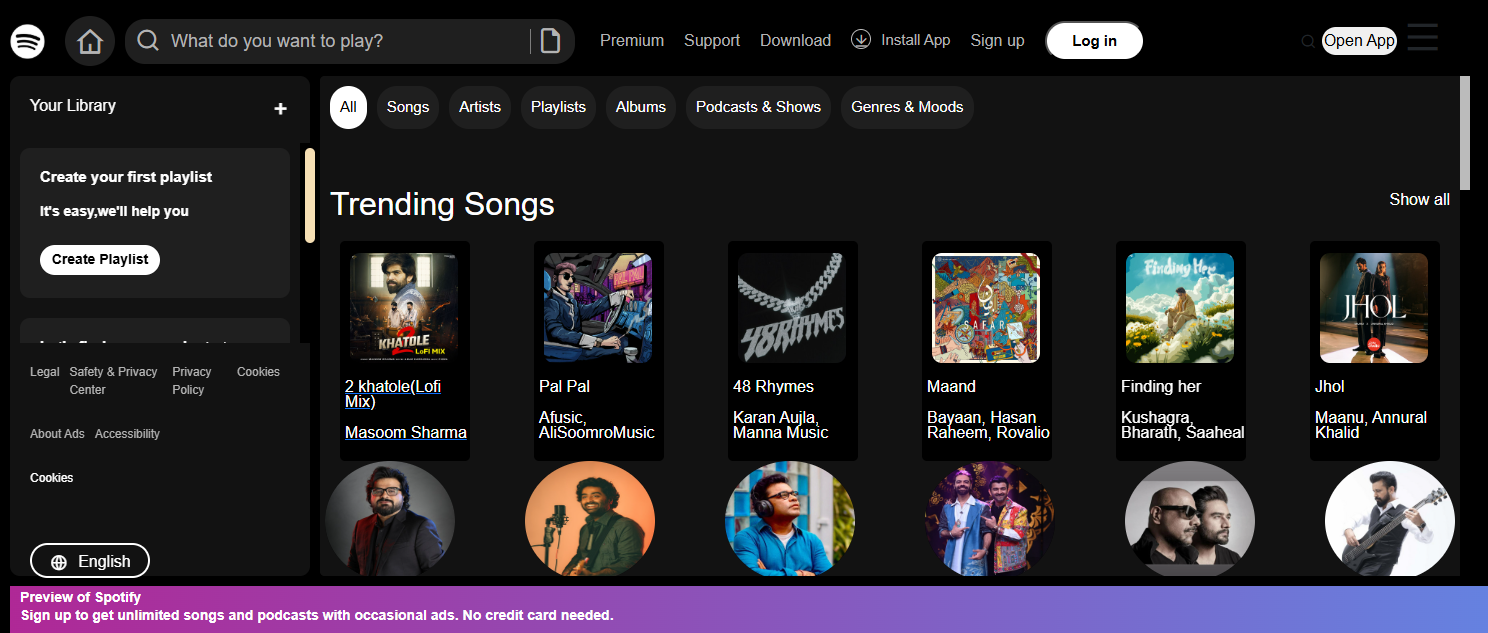 What do you want to play?
Premium Support Download Install App Sign up Log in Open App
Your Library +
All Songs Artists Playlists Albums Podcasts & Shows Genres & Moods
Create your first playlist
It's easy,we'll help you
Create Playlist
Trending Songs Show all
KHATOLE
2
LoFi MIX
48RHYMES
SAFAR
Finding Her
JHOL
2 khatole(Lofi
Mix)
Masoom Sharma
Pal Pal
Afusic,
AliSoomroMusic
48 Rhymes
Karan Aujla,
Manna Music
Maand
Bayaan, Hasan
Raheem, Rovalio
Finding her
Kushagra,
Bharath, Saaheal
Jhol
Maanu, Annural
Khalid
Legal Safety & Privacy Privacy Cookies
Center Policy
About Ads Accessibility
Cookies
English
Preview of Spotify
Sign up to get unlimited songs and podcasts with occasional ads. No credit card needed.